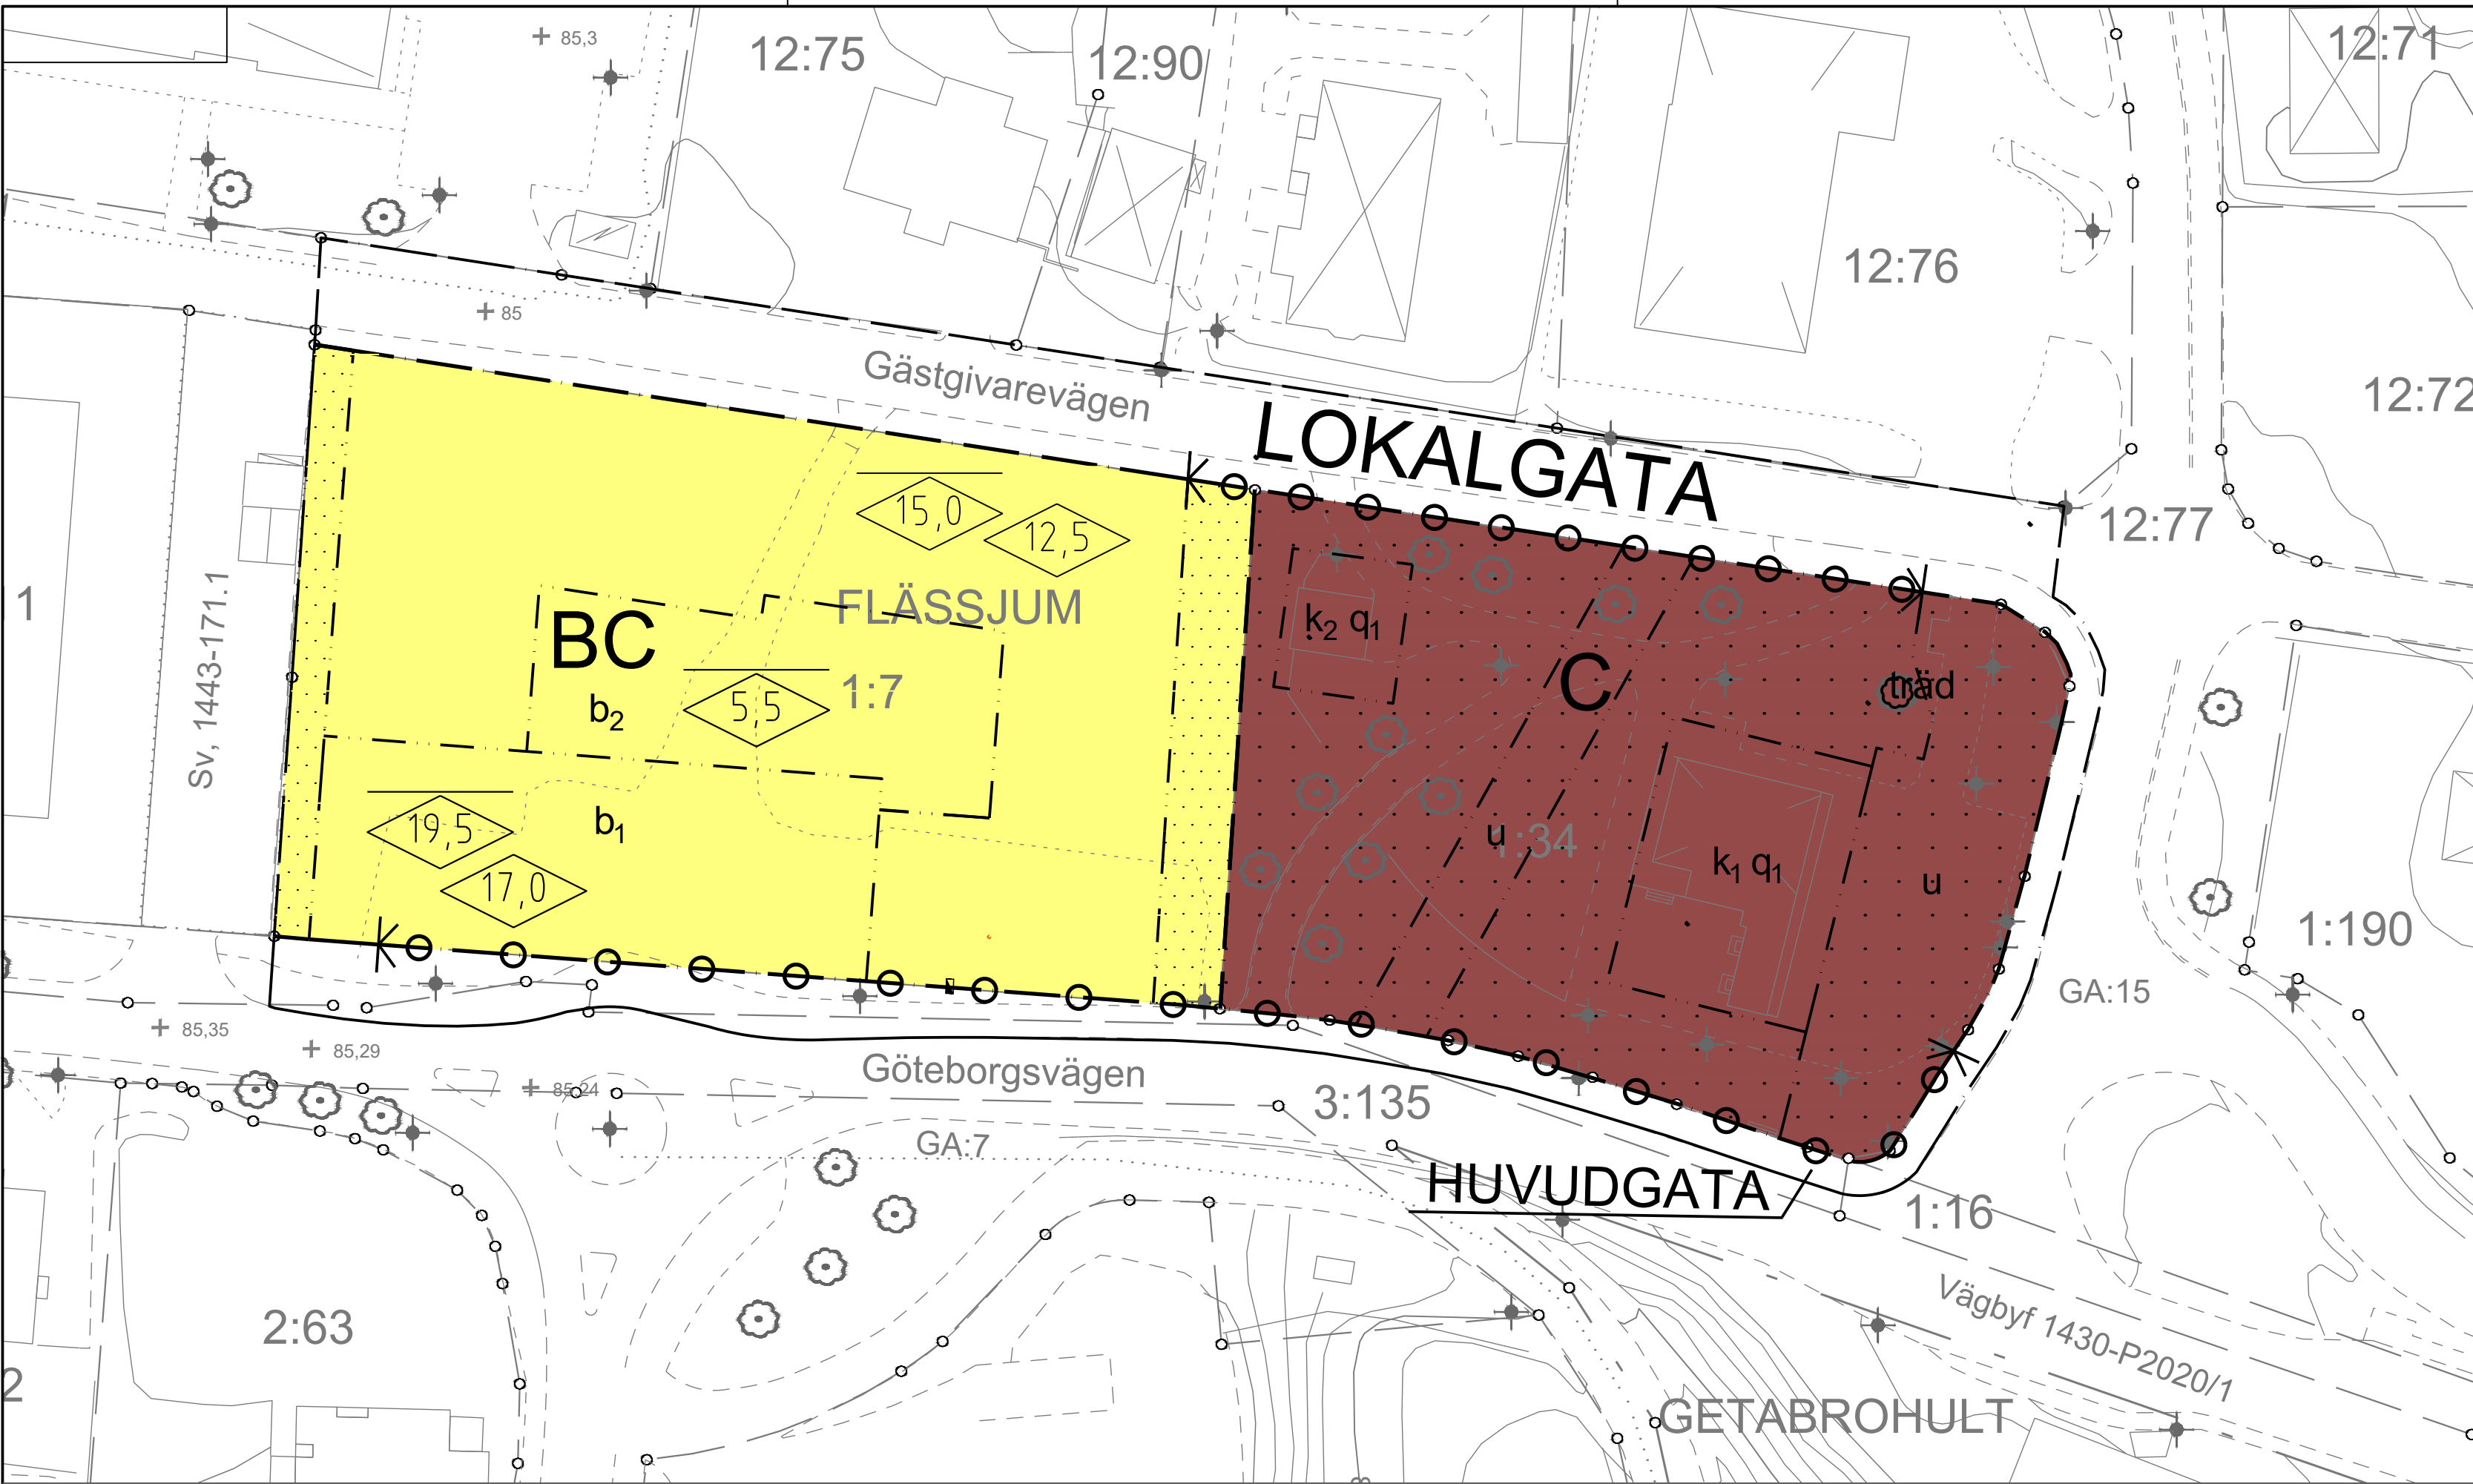 85,3
12:75
12:90
12:71
12:76
85
Gästgivarevägen
12:72
LOKALGATA
12:77
15,0
12,5
FLÄSSJUM
1
BC
k2 q1
C
träd
Sv, 1443-171.1
b2
5,5
1:7
19,5
b1
17,0
u
1:34
k1 q1
u
1:190
GA:15
85,35
85,29
85,24
Göteborgsvägen
3:135
GA:7
HUVUDGATA
1:16
2:63
Vägbyf 1430-P2020/1
2
GETABROHULT